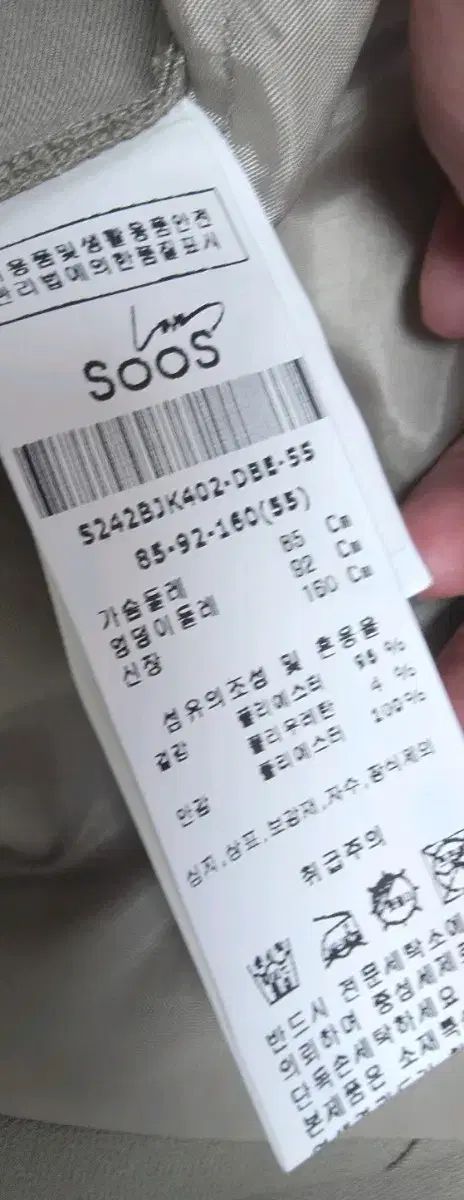 용품및생활용품안전
관리법에의한품질표시
SOOS
5242BJK402-DBE-55
85-92-160(55)
가슴둘레 85 Cm
엉덩이둘레 92 Cm
신장 160 Cm
섬유의조성 및 혼용율
겉감 폴리에스터 %
폴리우레탄 4 %
안감 폴리에스터 100%
심지,상표,보강재,자수,장식제외
취급주의
반드시 전문세탁소에
의뢰하여 중성세제로
단독손세탁하세요
본제품은 소재특